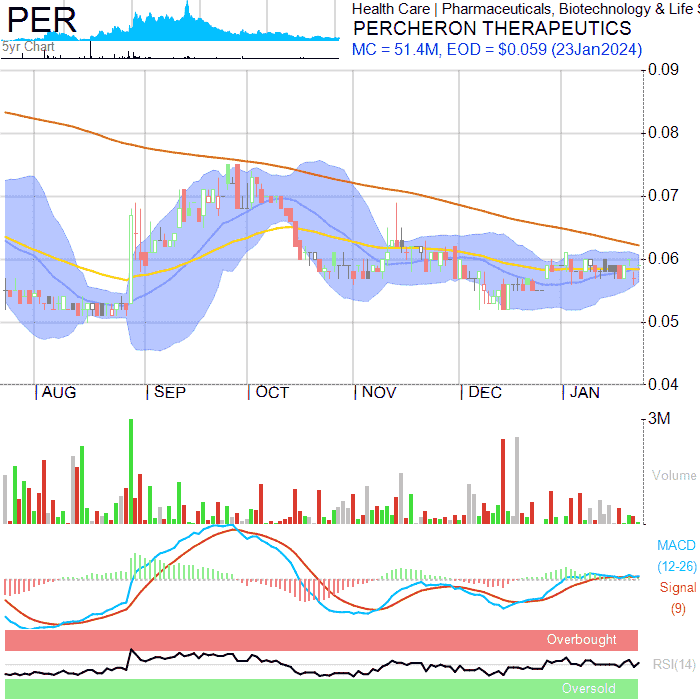 PER
5yr Chart
Health Care | Pharmaceuticals, Biotechnology & Life S
PERCHERON THERAPEUTICS
MC = 51.4M, EOD = $0.059 (23Jan2024)
0.09
0.08
0.07
0.06
0.05
0.04
AUG SEP OCT NOV DEC JAN
3M
Volume
MACD
(12-26)
Signal
(9)
Overbought
RSI(14)
Oversold